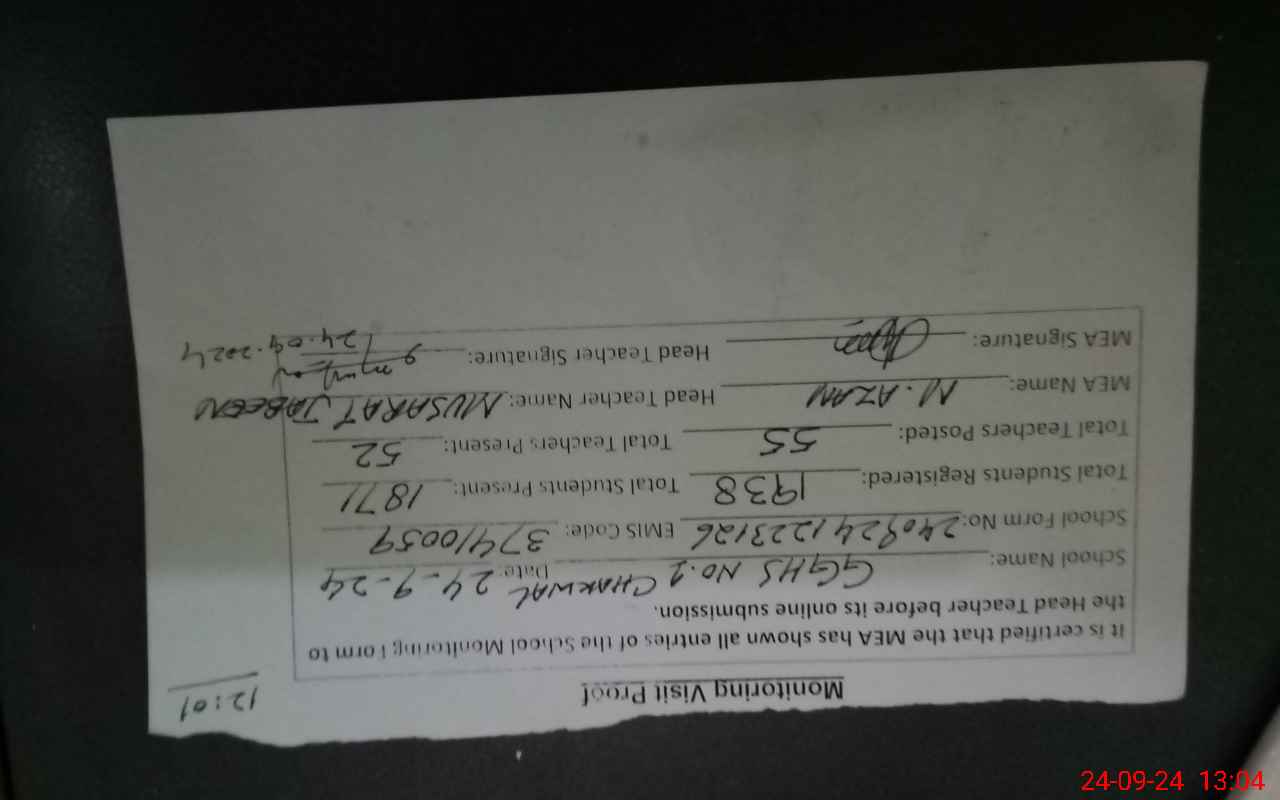 Monitoring Visit Proof
12:01
It is certified that the MEA has shown all entries of the School Monitoring Form to
the Head Teacher before its online submission.
School Name: GGHS NO.1 CHAKWAL Date: 24-9-24
School Form No: 2409241223126 EMIS Code: 37410059
Total Students Registered: 1938 Total Students Present: 1871
Total Teachers Posted: 55 Total Teachers Present: 52
MEA Name: M. AZAM Head Teacher Name: MUSARAT JABEEN
MEA Signature: Head Teacher Signature:
24.09.2024
24-09-24 13:04